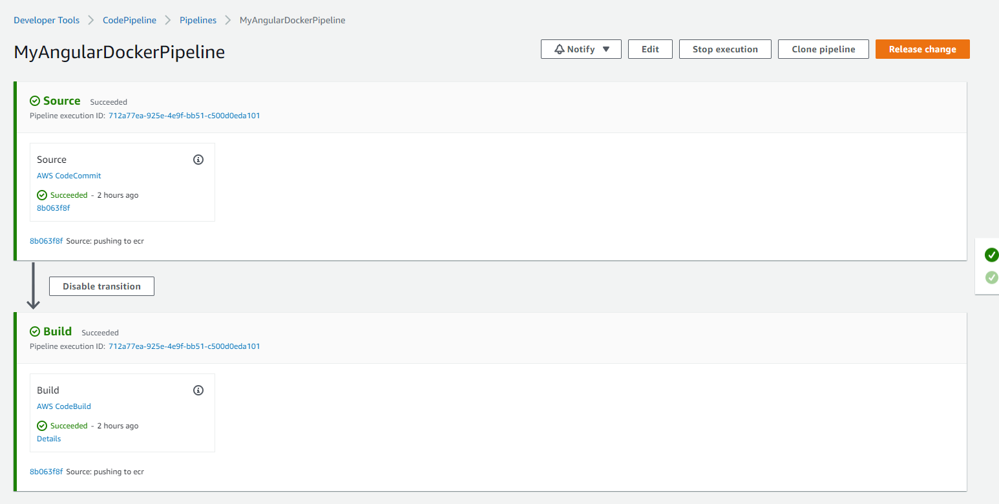 Developer Tools CodePipeline Pipelines MyAngularDockerPipeline
MyAngularDockerPipeline
Notify Edit Stop execution Clone pipeline Release change
Source Succeeded
Pipeline execution ID: 712a77ea-925e-4e9f-bb51-c500d0eda101
Source
AWS CodeCommit
Succeeded - 2 hours ago
8b063f8f
8b063f8f Source: pushing to ecr
Disable transition
Build Succeeded
Pipeline execution ID: 712a77ea-925e-4e9f-bb51-c500d0eda101
Build
AWS CodeBuild
Succeeded - 2 hours ago
Details
8b063f8f Source: pushing to ecr